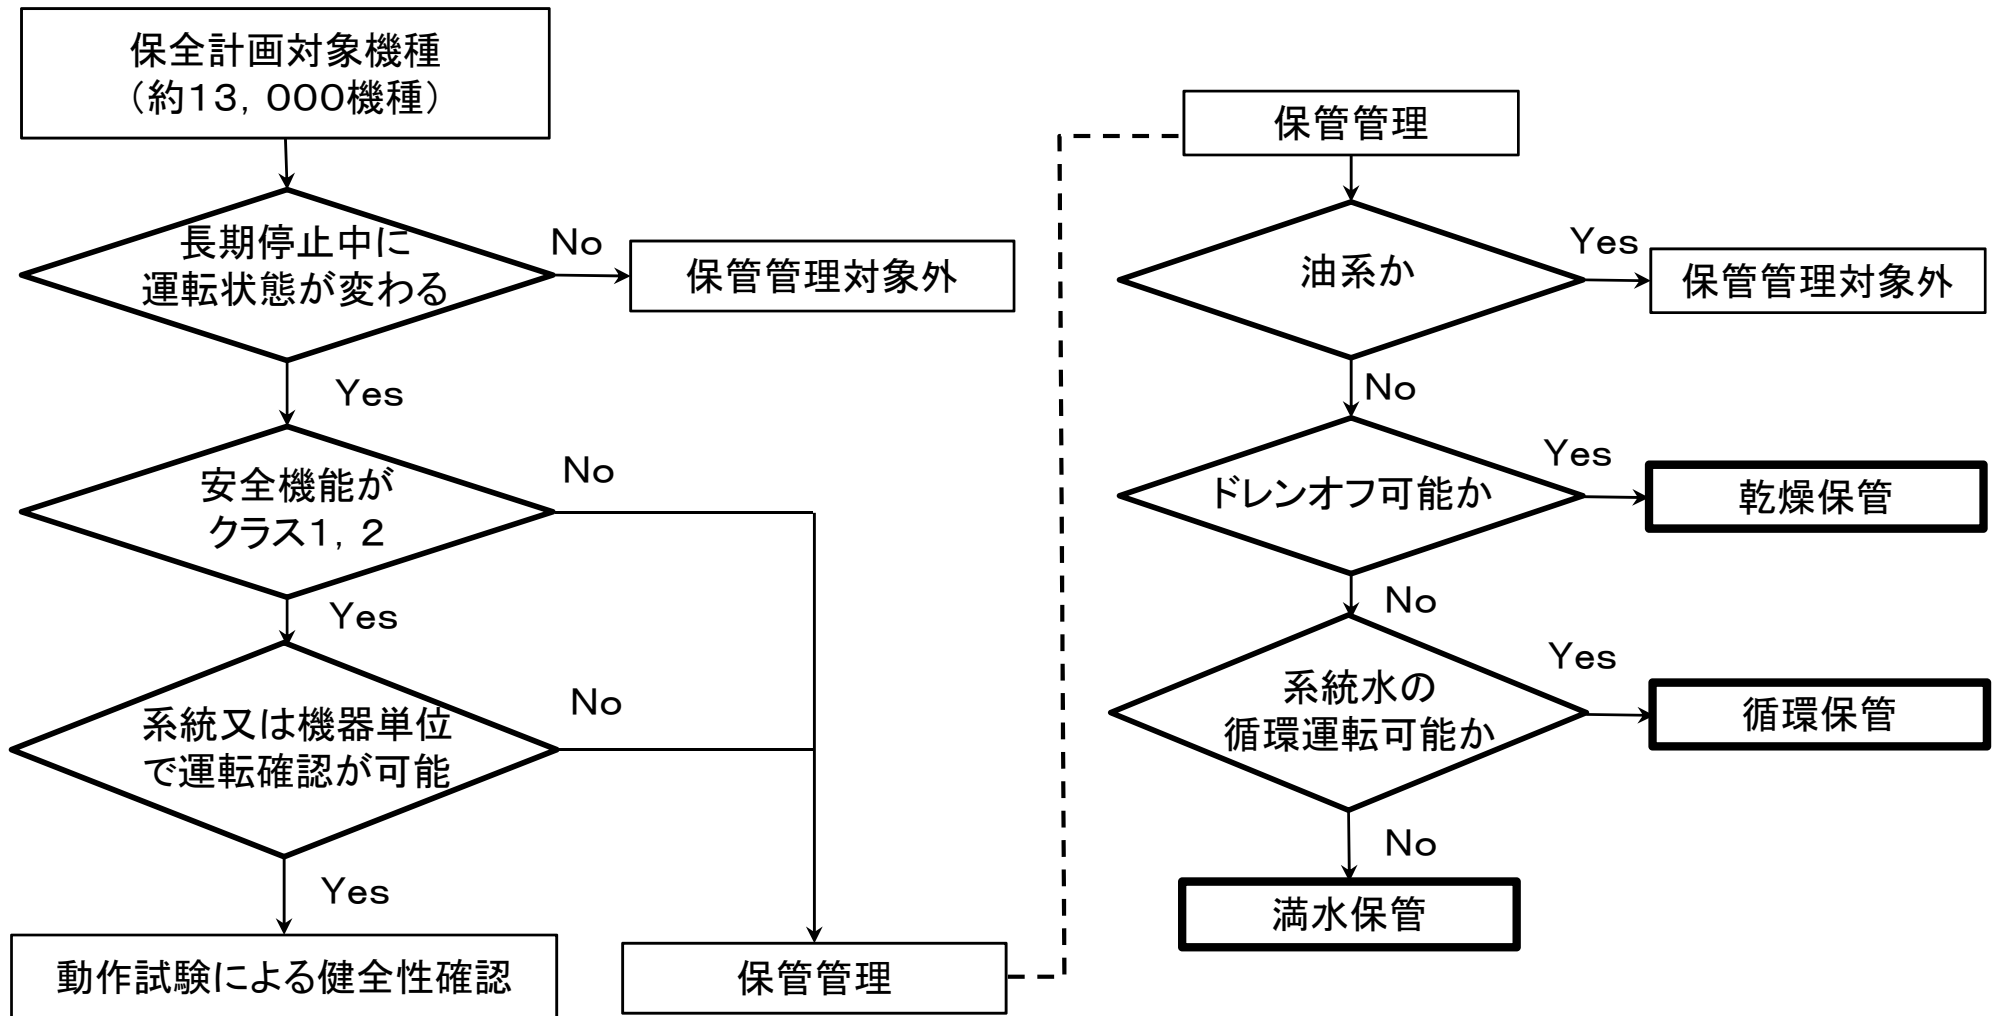 保全計画対象機種
（約１３，０００機種）
長期停止中に
運転状態が変わる
No
保管管理対象外
Yes
安全機能が
クラス１，２
No
Yes
系統又は機器単位
で運転確認が可能
No
Yes
動作試験による健全性確認
保管管理
保管管理
油系か
Yes
保管管理対象外
No
ドレンオフ可能か
Yes
乾燥保管
No
系統水の
循環運転可能か
Yes
循環保管
No
満水保管